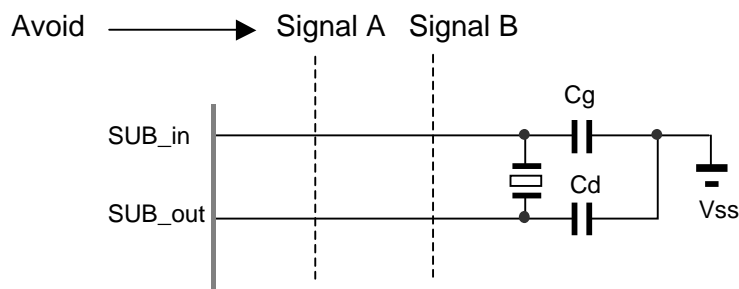 Avoid Signal A Signal B
Cg
SUB_in
Cd
SUB_out
Vss